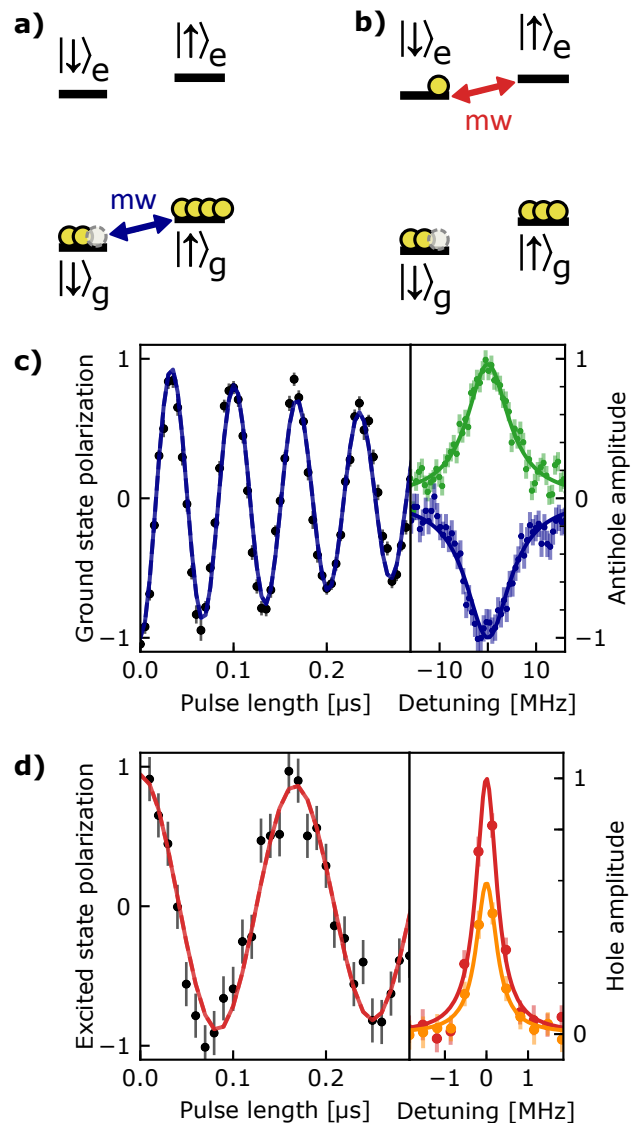 a)
b)
|↓⟩e
|↑⟩e
|↓⟩e
|↑⟩e
mw
mw
|↓⟩g
|↑⟩g
|↓⟩g
|↑⟩g
c)
Ground state polarization
1
0
−1
0.0
0.1
0.2
Pulse length [µs]
−10
0
10
Detuning [MHz]
1
0
−1
Antihole amplitude
d)
Excited state polarization
1
0
−1
0.0
0.1
0.2
Pulse length [µs]
−1
0
1
Detuning [MHz]
1
0
Hole amplitude